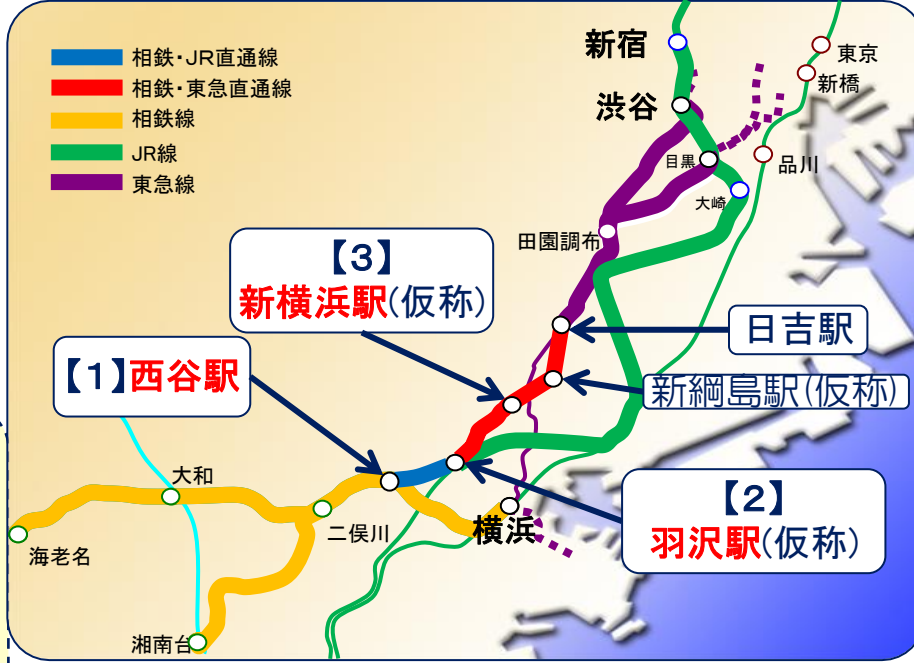 相鉄・JR直通線
相鉄・東急直通線
相鉄線
JR線
東急線
新宿
渋谷
東京
新橋
目黒
品川
大崎
田園調布
【3】
新横浜駅(仮称)
日吉駅
【1】西谷駅
新綱島駅(仮称)
大和
二俣川
横浜
【2】
羽沢駅(仮称)
海老名
湘南台